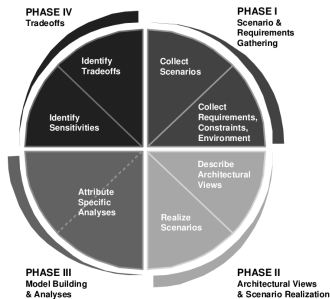 PHASE IV
Tradeoffs
PHASE I
Scenario &
Requirements
Gathering
Identify
Tradeoffs
Collect
Scenarios
Identify
Sensitivities
Collect
Requirements,
Constraints,
Environment
Attribute
Specific
Analyses
Describe
Architectural
Views
Realize
Scenarios
PHASE III
Model Building
& Analyses
PHASE II
Architectural Views
& Scenario Realization